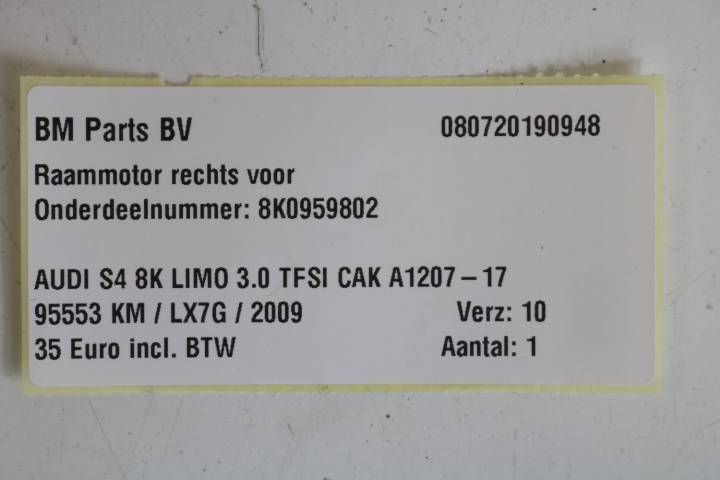 BM Parts BV 080720190948
Raammotor rechts voor
Onderdeelnummer: 8K0959802
AUDI S4 8K LIMO 3.0 TFSI CAK A1207 – 17
95553 KM / LX7G / 2009 Verz: 10
35 Euro incl. BTW Aantal: 1